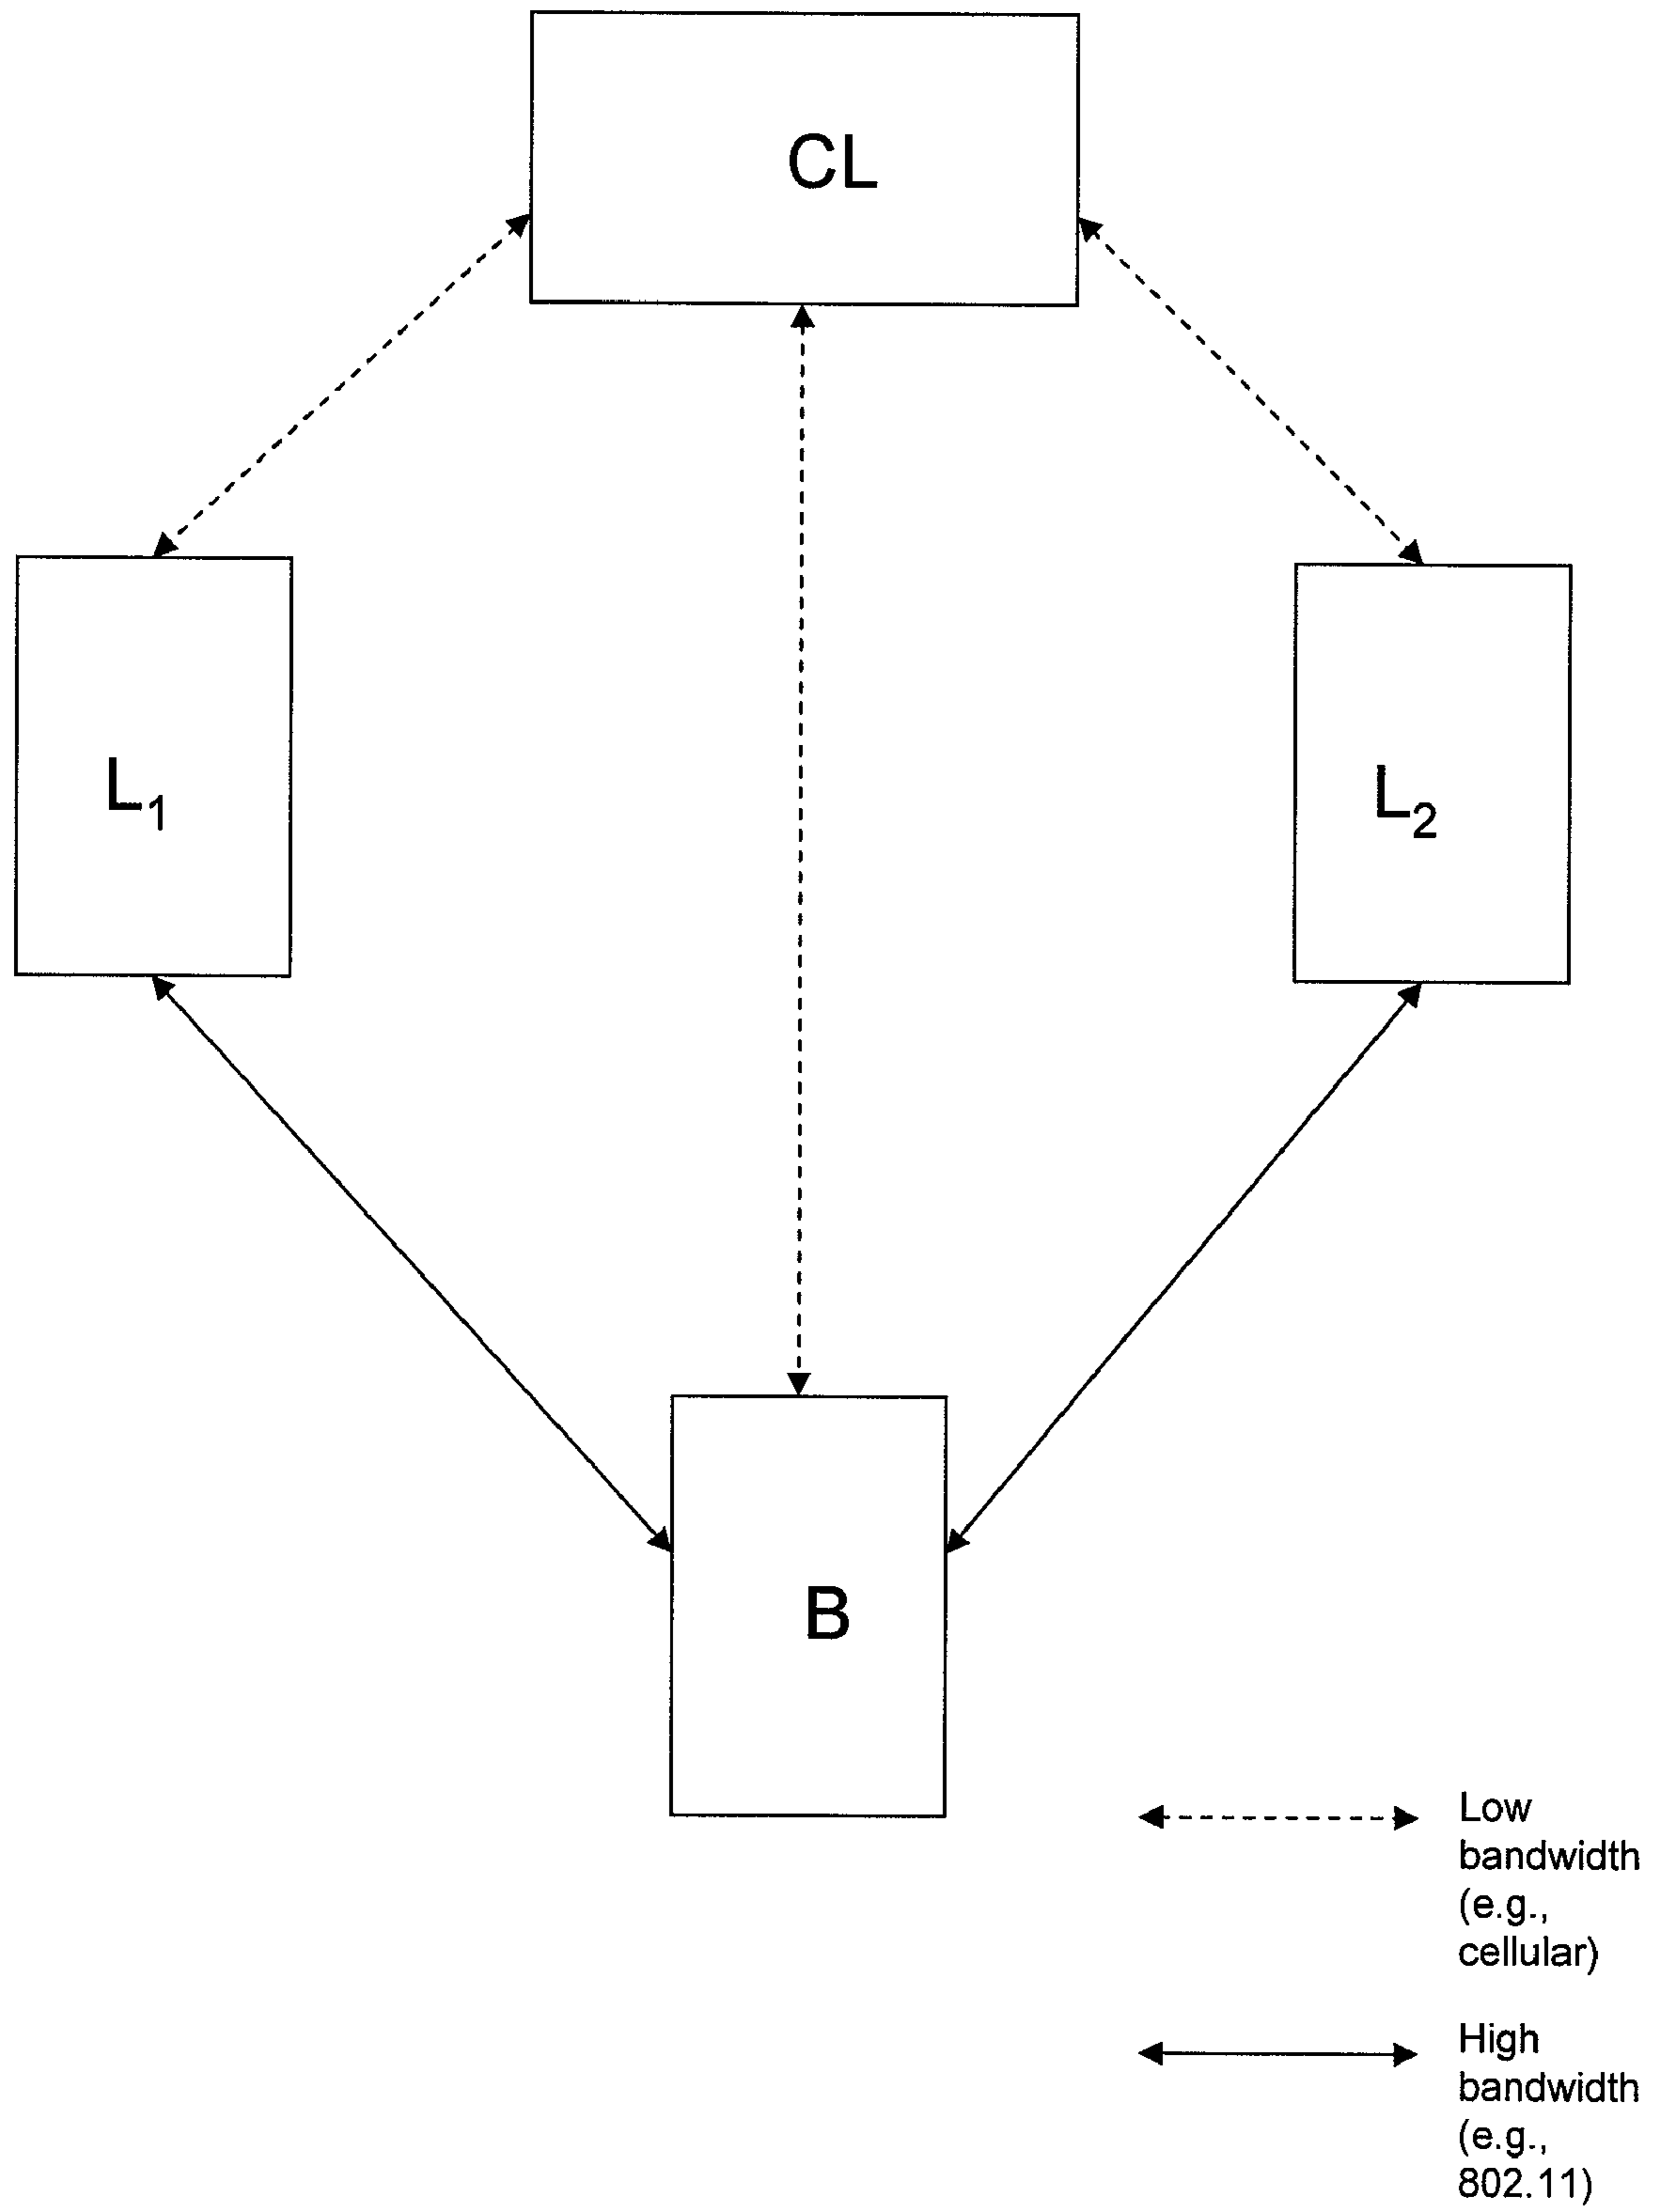 CL
L1
L2
B
Low
bandwidth
(e.g.,
cellular)
High
bandwidth
(e.g.,
802.11)